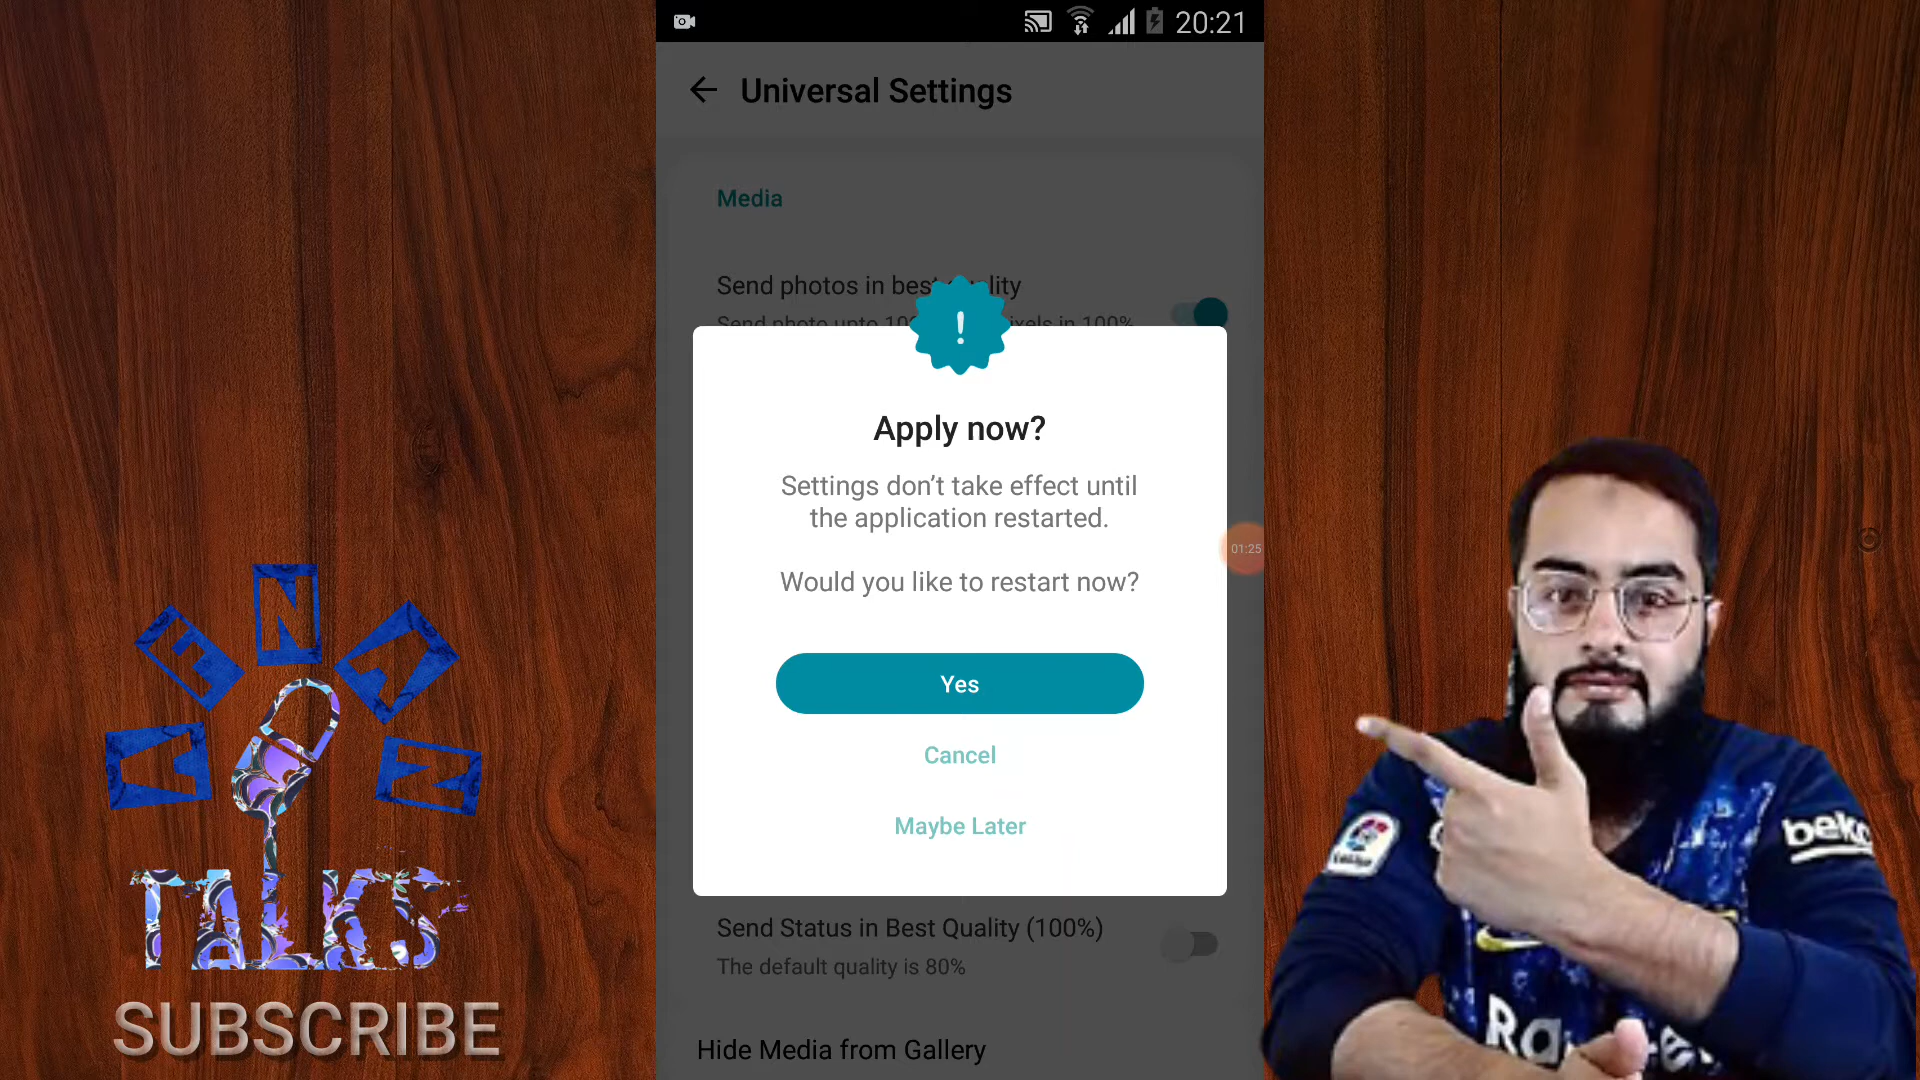 20:21
Universal Settings
Media
Send photos in best
lity
!
Apply now?
Settings don’t take effect until
the application restarted.
Would you like to restart now?
Yes
Cancel
Maybe Later
Send Status in Best Quality (100%)
The default quality is 80%
Hide Media from Gallery
01:25
TALKS
SUBSCRIBE
beko